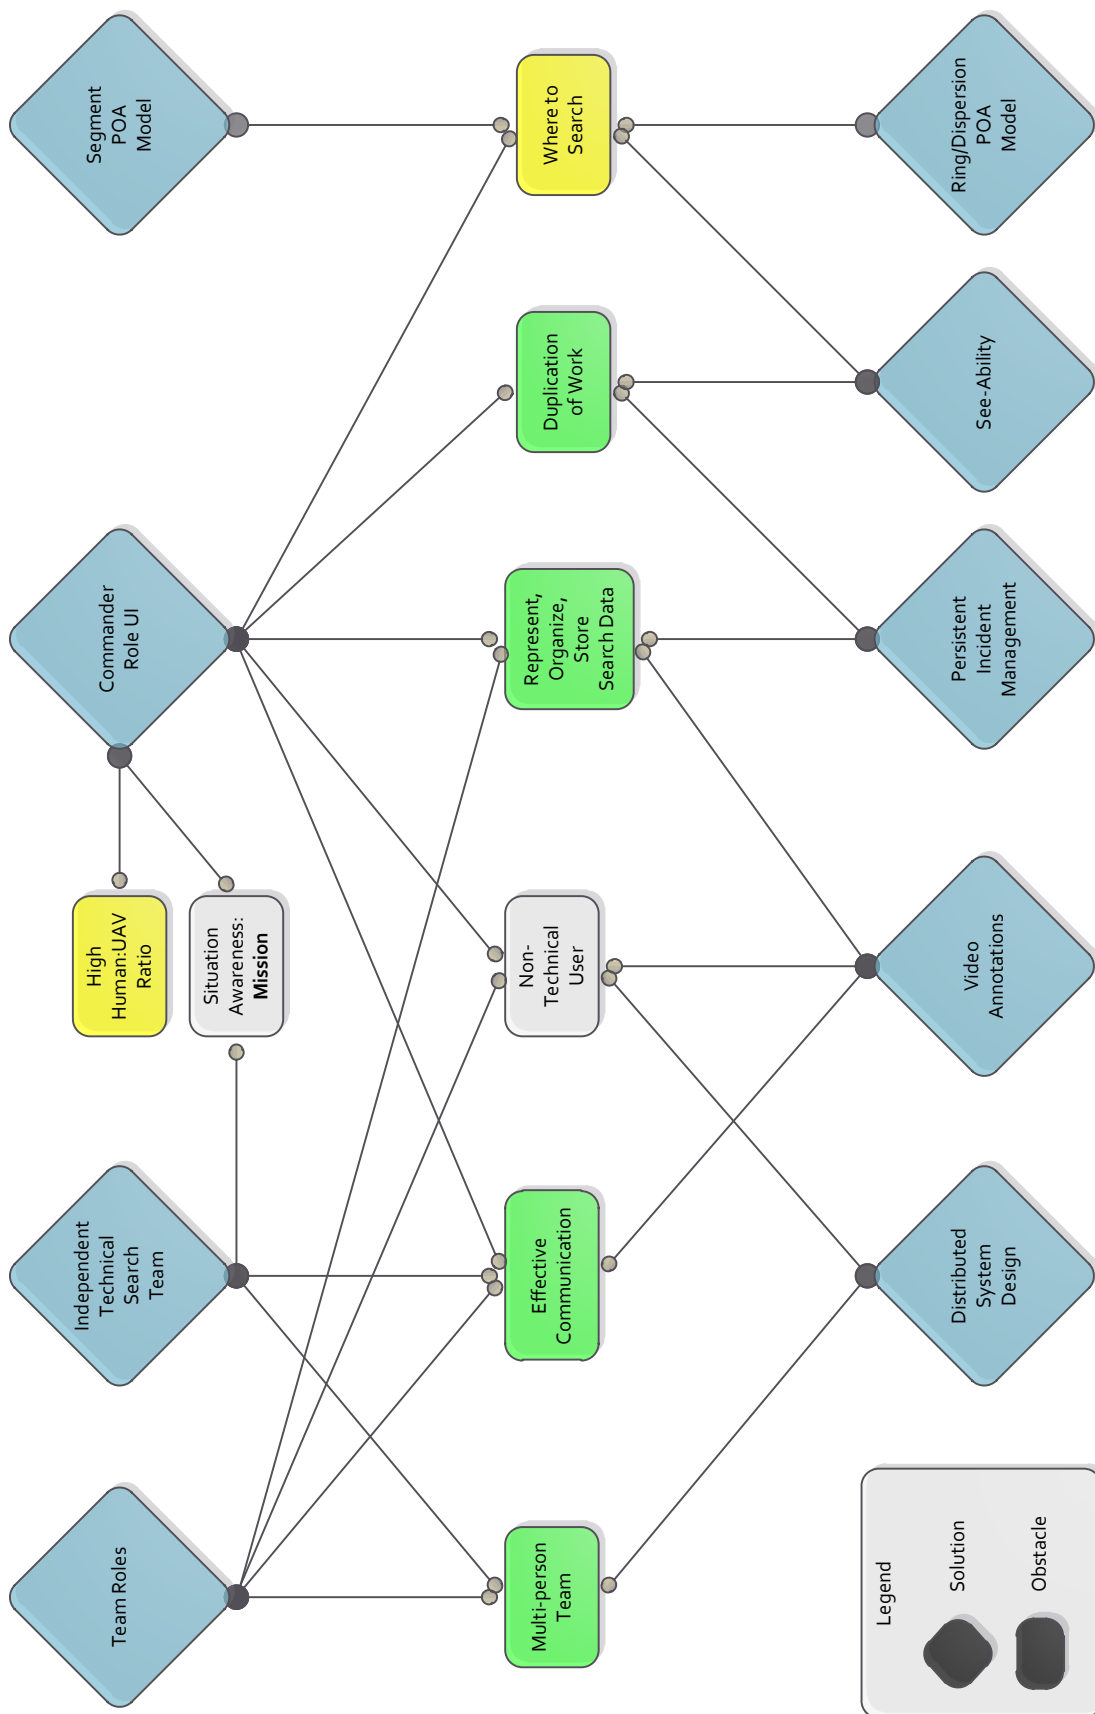 Team Roles
Independent
Technical
Search
Team
Commander
Role UI
Segment
POA
Model
High
Human:UAV
Ratio
Situation
Awareness:
Mission
Multi-person
Team
Effective
Communication
Non-
Technical
User
Represent,
Organize,
Store
Search Data
Duplication
of Work
Where to
Search
Legend
Solution
Obstacle
Distributed
System
Design
Video
Annotations
Persistent
Incident
Management
See-Ability
Ring/Dispersion
POA
Model